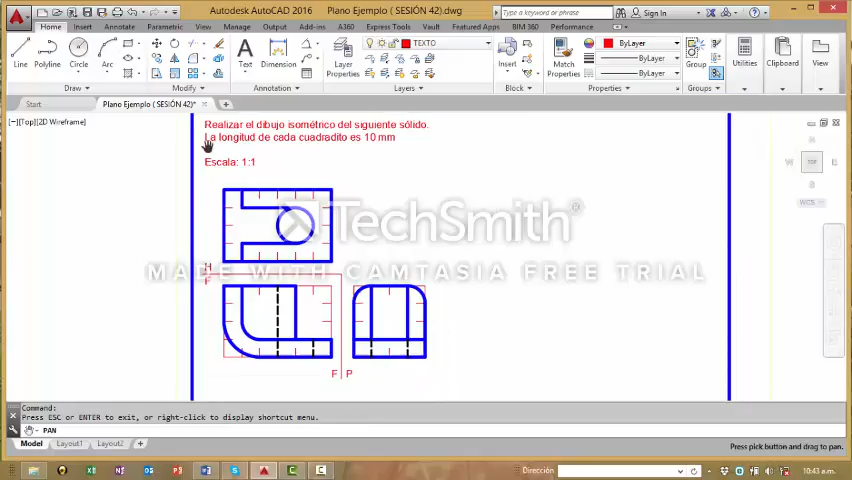 Autodesk AutoCAD 2016 Plano Ejemplo ( SESIÓN 42).dwg
Type a keyword or phrase
Sign In
Home Insert Annotate Parametric View Manage Output Add-ins A360 Express Tools Vault Featured Apps BIM 360 Performance
TEXTO
ByLayer
ByLayer
ByLayer
Line Polyline Circle Arc Text Dimension Layer Properties Insert Match Properties Group Utilities Clipboard View
Draw Modify Annotation Layers Block Properties Groups
Start Plano Ejemplo ( SESIÓN 42)*
[−][Top][2D Wireframe]
Realizar el dibujo isométrico del siguiente sólido.
La longitud de cada cuadradito es 10 mm
Escala: 1:1
W TOP E
WCS
TechSmith
MADE WITH CAMTASIA FREE TRIAL
H
F
F P
Command:
Press ESC or ENTER to exit, or right-click to display shortcut menu.
PAN
Model Layout1 Layout2
Press pick button and drag to pan.
Dirección
10:43 a.m.